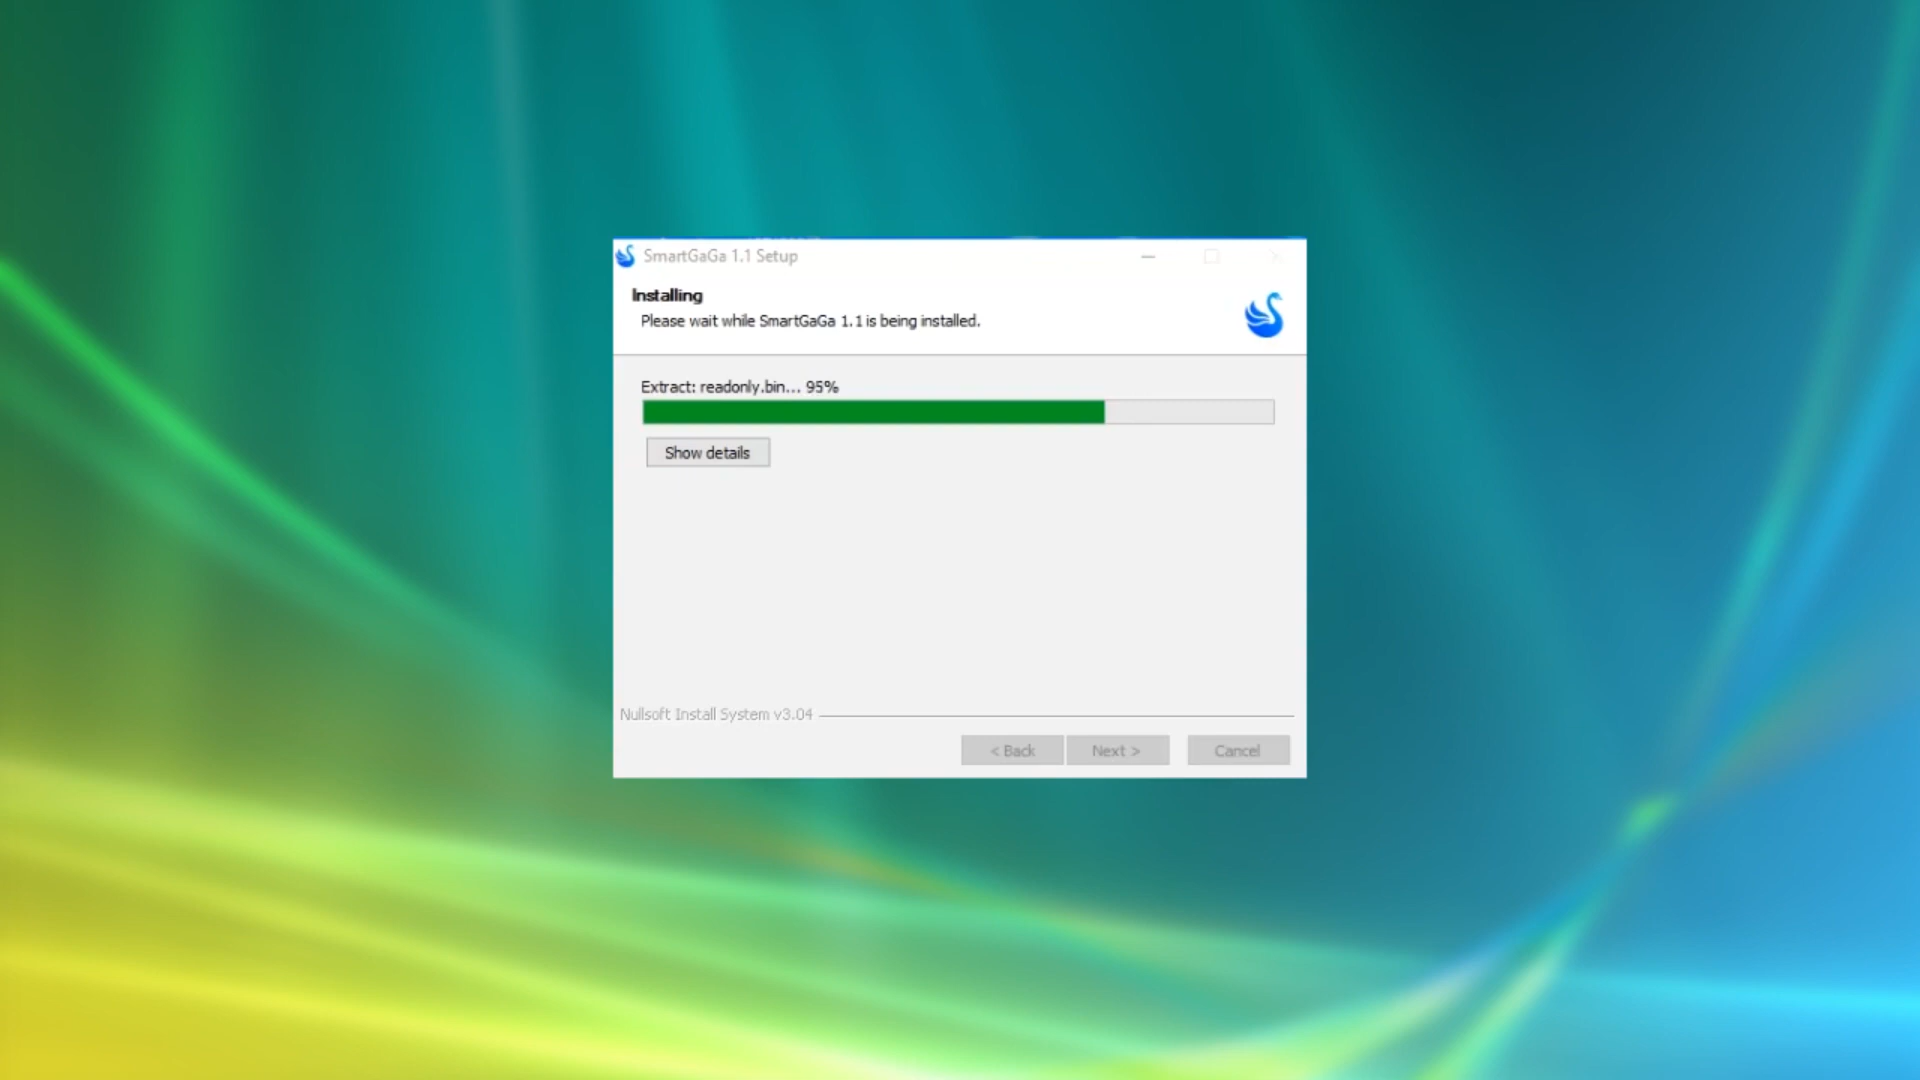 SmartGaGa 1.1 Setup
Installing
Please wait while SmartGaGa 1.1 is being installed.
Extract: readonly.bin... 95%
Show details
Nullsoft Install System v3.04
< Back
Next >
Cancel